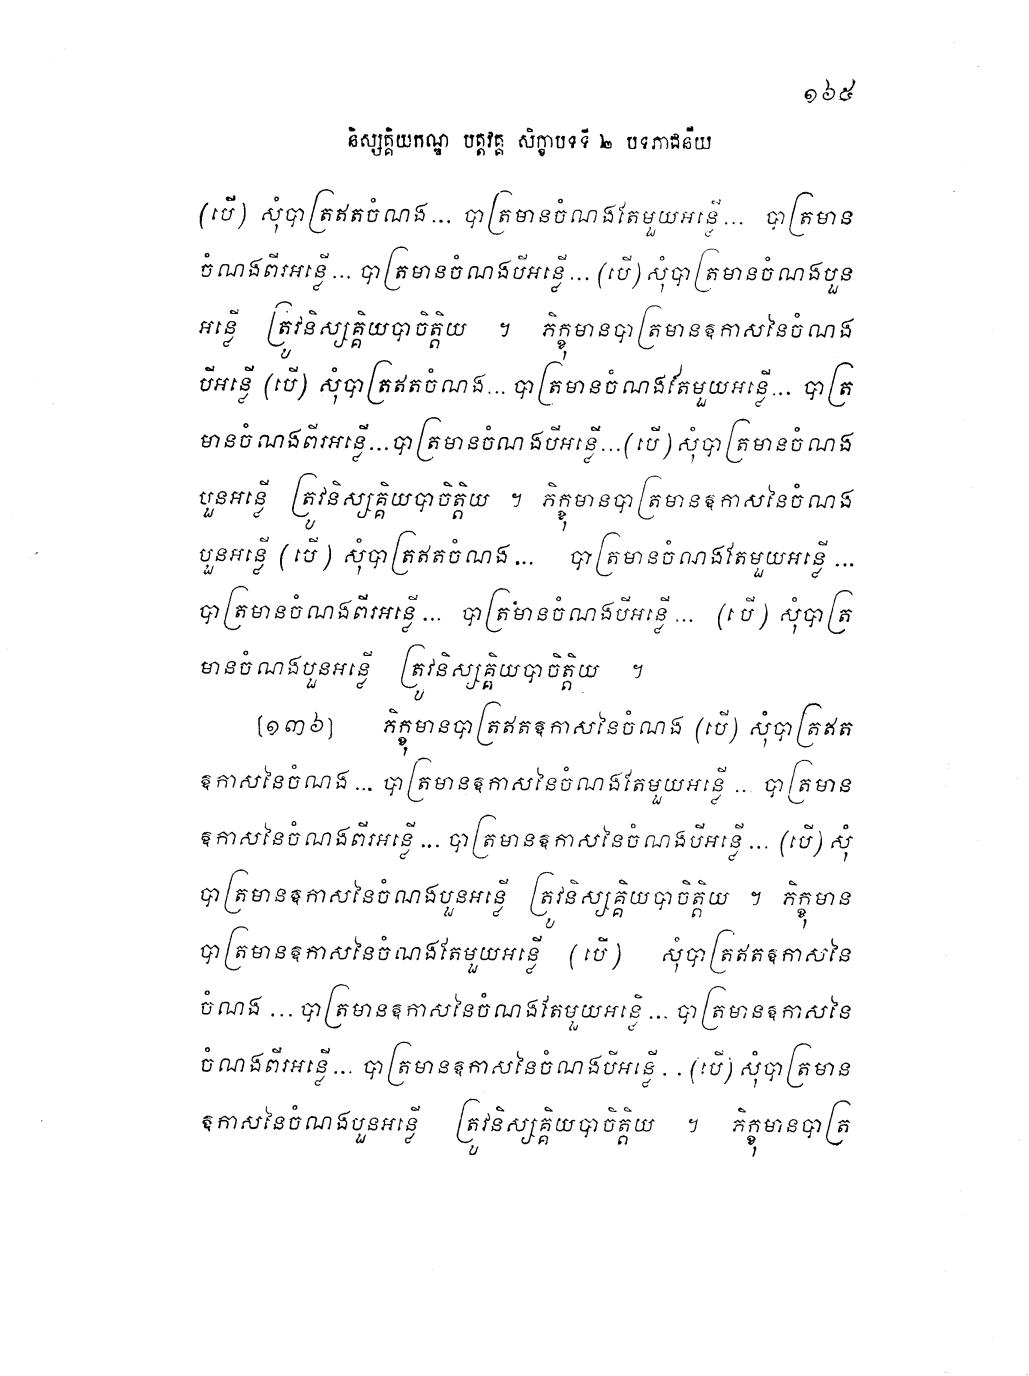 ១៦៥
និស្សគ្គិយកណ្ឌ បត្តវគ្គ សិក្ខាបទទី ២ បទភាជនីយ
(បើ) សុំបាត្រឥតចំណង... បាត្រមានចំណងតែមួយអន្លើ... បាត្រមាន
ចំណងពីរអន្លើ... បាត្រមានចំណងបីអន្លើ... (បើ) សុំបាត្រមានចំណងបួន
អន្លើ ត្រូវនិស្សគ្គិយបាចិត្តិយ ។ ភិក្ខុមានបាត្រមានឱកាសនៃចំណង
បីអន្លើ (បើ) សុំបាត្រឥតចំណង... បាត្រមានចំណងតែមួយអន្លើ... បាត្រ
មានចំណងពីរអន្លើ...បាត្រមានចំណងបីអន្លើ...(បើ) សុំបាត្រមានចំណង
បួនអន្លើ ត្រូវនិស្សគ្គិយបាចិត្តិយ ។ ភិក្ខុមានបាត្រមានឱកាសនៃចំណង
បួនអន្លើ (បើ) សុំបាត្រឥតចំណង... បាត្រមានចំណងតែមួយអន្លើ...
បាត្រមានចំណងពីរអន្លើ... បាត្រមានចំណងបីអន្លើ... (បើ) សុំបាត្រ
មានចំណងបួនអន្លើ ត្រូវនិស្សគ្គិយបាចិត្តិយ ។
[១៣៦] ភិក្ខុមានបាត្រឥតឱកាសនៃចំណង (បើ) សុំបាត្រឥត
ឱកាសនៃចំណង... បាត្រមានឱកាសនៃចំណងតែមួយអន្លើ... បាត្រមាន
ឱកាសនៃចំណងពីរអន្លើ... បាត្រមានឱកាសនៃចំណងបីអន្លើ... (បើ) សុំ
បាត្រមានឱកាសនៃចំណងបួនអន្លើ ត្រូវនិស្សគ្គិយបាចិត្តិយ ។ ភិក្ខុមាន
បាត្រមានឱកាសនៃចំណងតែមួយអន្លើ (បើ) សុំបាត្រឥតឱកាសនៃ
ចំណង ...បាត្រមានឱកាសនៃចំណងតែមួយអន្លើ... បាត្រមានឱកាសនៃ
ចំណងពីរអន្លើ... បាត្រមានឱកាសនៃចំណងបីអន្លើ . . (បើ) សុំបាត្រមាន
ឱកាសនៃចំណងបួនអន្លើ ត្រូវនិស្សគ្គិយបាចិត្តិយ ។ ភិក្ខុមានបាត្រ